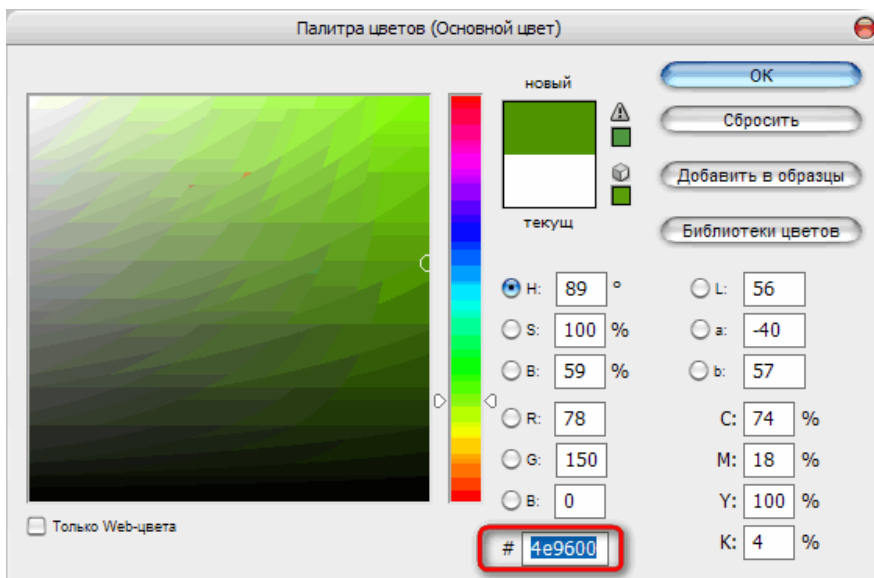 Палитра цветов (Основной цвет)
новый
текущ
OK
Сбросить
Добавить в образцы
Библиотеки цветов
H: 89 °
S: 100 %
B: 59 %
R: 78
G: 150
B: 0
# 4e9600
L: 56
a: -40
b: 57
C: 74 %
M: 18 %
Y: 100 %
K: 4 %
Только Web-цвета